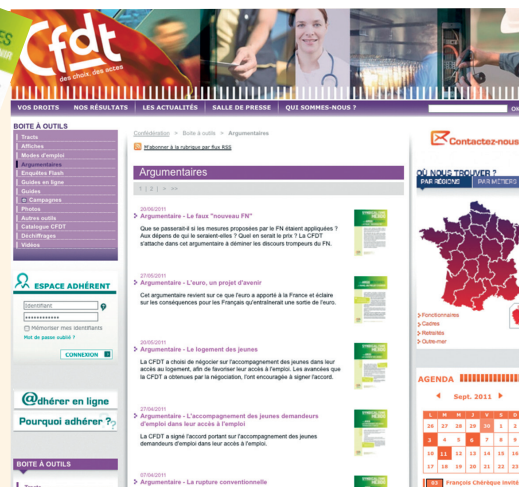 Cfdt:
des choix, des actes
VOS DROITS NOS RÉSULTATS LES ACTUALITÉS SALLE DE PRESSE QUI SOMMES-NOUS ?
BOITE À OUTILS
Tracts
Affiches
Modes d'emploi
Argumentaires
Enquêtes Flash
Guides en ligne
Guides
Campagnes
Photos
Autres outils
Catalogue CFDT
Déchiffrages
Vidéos
ESPACE ADHÉRENT
Identifiant
••••••••••••
Mémoriser mes identifiants
Mot de passe oublié ?
CONNEXION
@dhérer en ligne
Pourquoi adhérer ??
BOITE À OUTILS
Tracts
Confédération > Boite à outils > Argumentaires
M'abonner à la rubrique par flux RSS
Argumentaires
1 | 2 | > >>
20/06/2011
Argumentaire - Le faux "nouveau FN"
Que se passerait-il si les mesures proposées par le FN étaient appliquées ?
Aux dépens de qui le seraient-elles ? Quel en serait le prix ? La CFDT
s'attache dans cet argumentaire à déminer les discours trompeurs du FN.
27/05/2011
Argumentaire - L'euro, un projet d'avenir
Cet argumentaire revient sur ce que l'euro a apporté à la France et éclaire
sur les conséquences pour les Français qu'entraînerait une sortie de l'euro.
20/05/2011
Argumentaire - Le logement des jeunes
La CFDT a choisi de négocier sur l'accompagnement des jeunes dans leur
accès au logement, afin de favoriser leur accès à l'emploi. Les avancées que
la CFDT a obtenues par la négociation, l'ont encouragée à signer l'accord.
27/04/2011
Argumentaire - L'accompagnement des jeunes demandeurs
d'emploi dans leur accès à l'emploi
La CFDT a signé l'accord portant sur l'accompagnement des jeunes
demandeurs d'emploi dans leur accès à l'emploi.
07/04/2011
Argumentaire - La rupture conventionnelle
Contactez-nous
OÙ NOUS TROUVER ?
PAR RÉGIONS PAR METIERS
Fonctionnaires
Cadres
Retraités
Outre-mer
AGENDA
Sept. 2011
L M M J V S D
27 28 29 30 1 2
3 4 5 6 7 8 9
10 11 12 13 14 15 16
17 18 19 20 21 22 23
03 François Chérèque invité